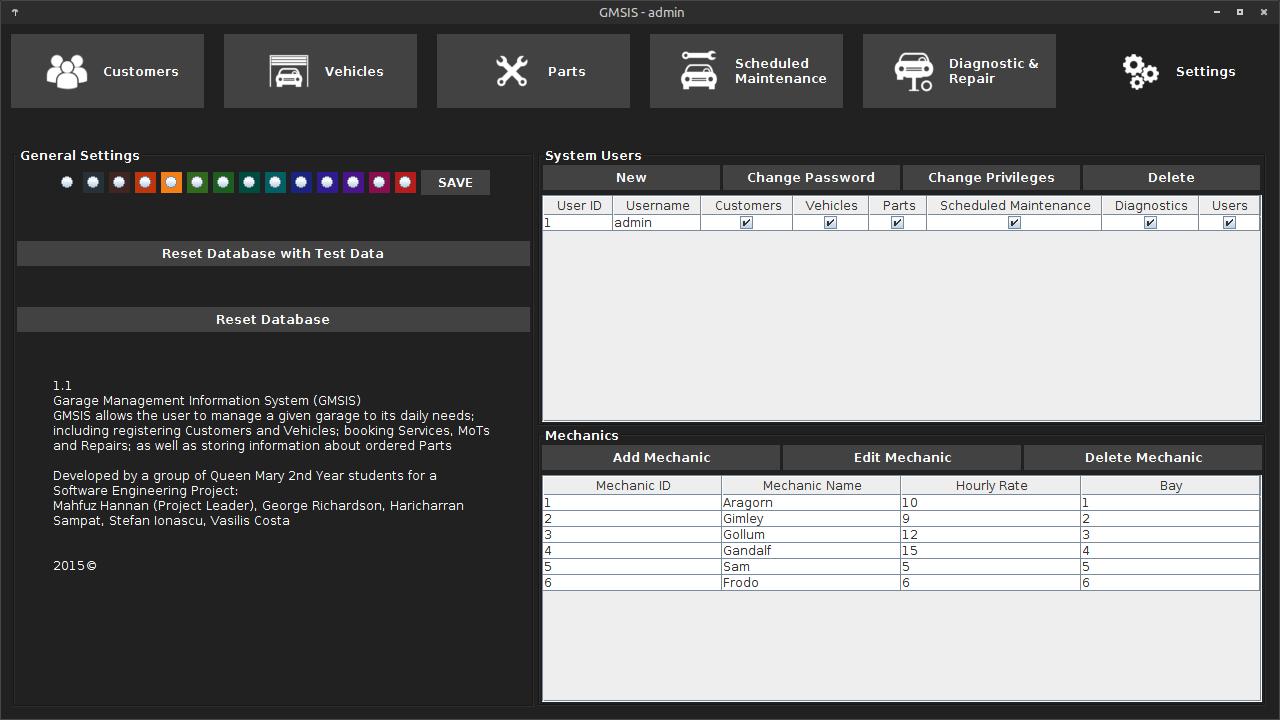 GMSIS - admin
Customers
Vehicles
Parts
Scheduled
Maintenance
Diagnostic &
Repair
Settings
General Settings
SAVE
Reset Database with Test Data
Reset Database
1.1
Garage Management Information System (GMSIS)
GMSIS allows the user to manage a given garage to its daily needs;
including registering Customers and Vehicles; booking Services, MoTs
and Repairs; as well as storing information about ordered Parts
Developed by a group of Queen Mary 2nd Year students for a
Software Engineering Project:
Mahfuz Hannan (Project Leader), George Richardson, Haricharran
Sampat, Stefan Ionascu, Vasilis Costa
2015©
System Users
New Change Password Change Privileges Delete
User ID Username Customers Vehicles Parts Scheduled Maintenance Diagnostics Users
1 admin
Mechanics
Add Mechanic Edit Mechanic Delete Mechanic
Mechanic ID Mechanic Name Hourly Rate Bay
1 Aragorn 10 1
2 Gimley 9 2
3 Gollum 12 3
4 Gandalf 15 4
5 Sam 5 5
6 Frodo 6 6